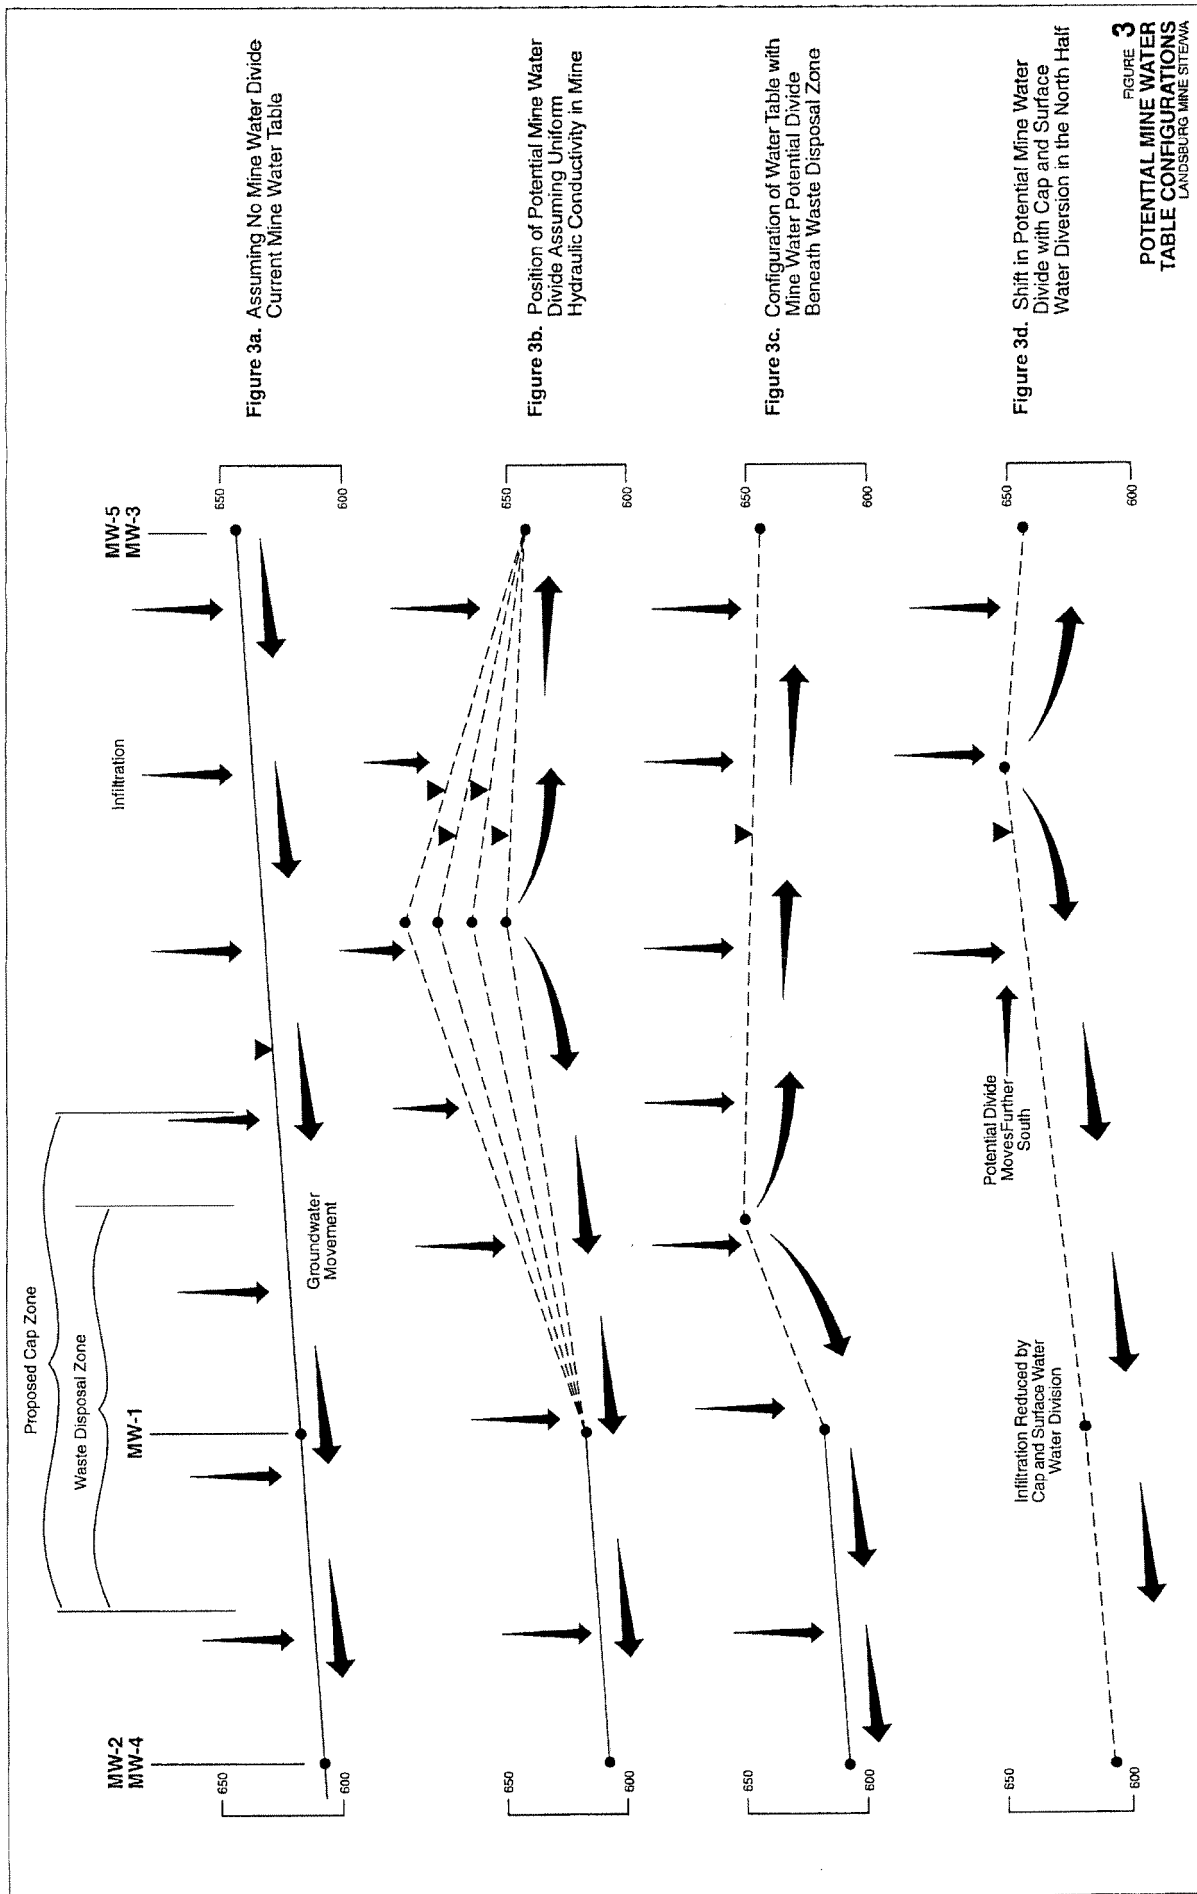 Proposed Cap Zone
Waste Disposal Zone
MW-2
MW-4
MW-1
MW-5
MW-3
Infiltration
Groundwater
Movement
650
600
650
600
Figure 3a. Assuming No Mine Water Divide
Current Mine Water Table
650
600
650
600
Figure 3b. Position of Potential Mine Water
Divide Assuming Uniform
Hydraulic Conductivity in Mine
650
600
650
600
Figure 3c. Configuration of Water Table with
Mine Water Potential Divide
Beneath Waste Disposal Zone
650
600
Infiltration Reduced by
Cap and Surface Water
Water Division
Potential Divide
MovesFurther
South
650
600
Figure 3d. Shift in Potential Mine Water
Divide with Cap and Surface
Water Diversion in the North Half
FIGURE 3
POTENTIAL MINE WATER
TABLE CONFIGURATIONS
LANDSBURG MINE SITE/WA